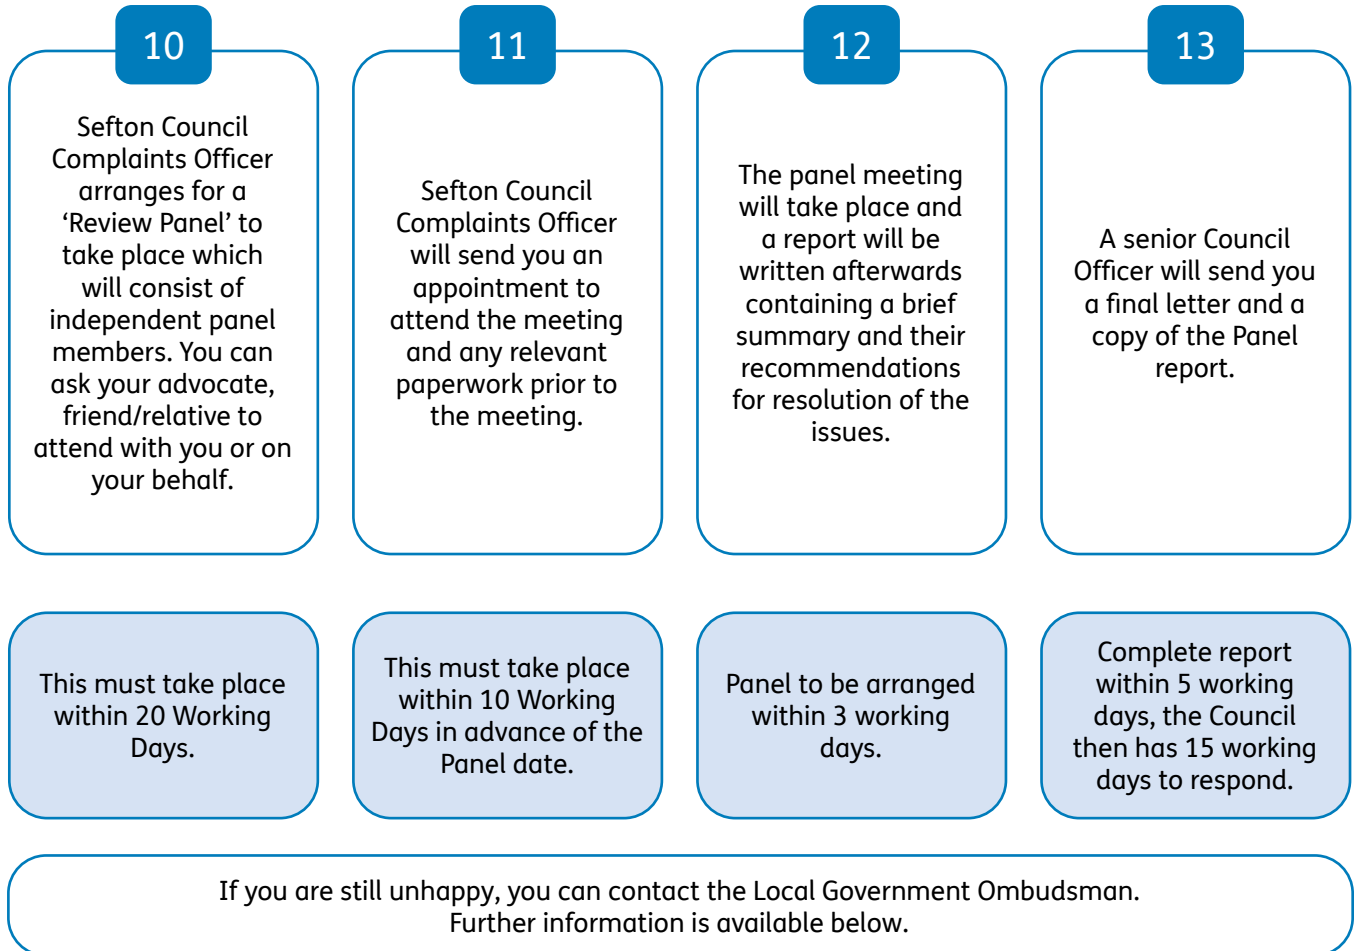 10
Sefton Council
Complaints Officer
arranges for a
‘Review Panel’ to
take place which
will consist of
independent panel
members. You can
ask your advocate,
friend/relative to
attend with you or on
your behalf.
This must take place
within 20 Working
Days.
11
Sefton Council
Complaints Officer
will send you an
appointment to
attend the meeting
and any relevant
paperwork prior to
the meeting.
This must take place
within 10 Working
Days in advance of the
Panel date.
12
The panel meeting
will take place and
a report will be
written afterwards
containing a brief
summary and their
recommendations
for resolution of the
issues.
Panel to be arranged
within 3 working
days.
13
A senior Council
Officer will send you
a final letter and a
copy of the Panel
report.
Complete report
within 5 working
days, the Council
then has 15 working
days to respond.
If you are still unhappy, you can contact the Local Government Ombudsman.
Further information is available below.